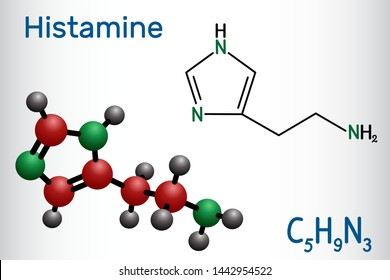 Histamine
H
N
N
NH₂
C₅H₉N₃
shutterstock.com · 1442954522